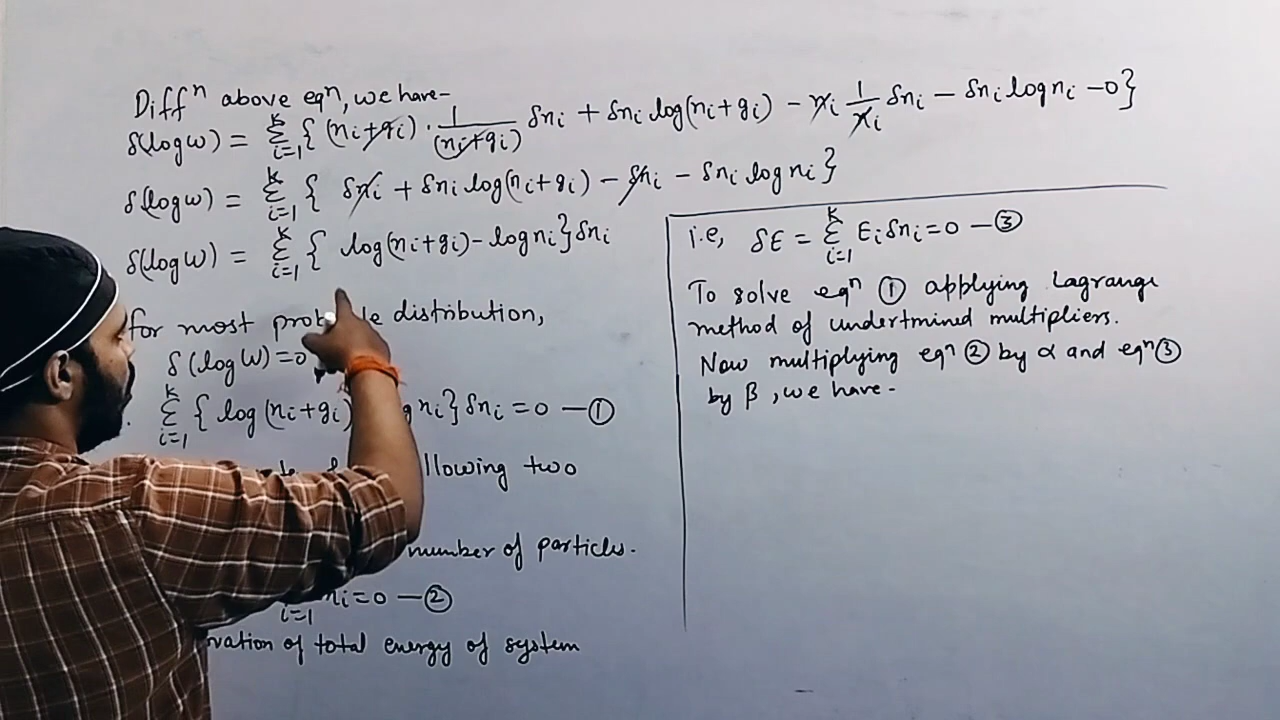 Diffⁿ above eqⁿ, we have-
δ(log ω) = Σ_{i=1}^{k} { (nᵢ+gᵢ) · 1/(nᵢ+gᵢ) δnᵢ + δnᵢ log(nᵢ+gᵢ) - nᵢ 1/nᵢ δnᵢ - δnᵢ log nᵢ - 0 }
δ(log ω) = Σ_{i=1}^{k} { δnᵢ + δnᵢ log(nᵢ+gᵢ) - δnᵢ - δnᵢ log nᵢ }
δ(log ω) = Σ_{i=1}^{k} { log(nᵢ+gᵢ) - log nᵢ } δnᵢ
for most distribution,
δ(log W) = 0
Σ_{i=1}^{k} { log(nᵢ+gᵢ) g nᵢ } δnᵢ = 0 — ①
llowing two
number of particles.
i=1 nᵢ = 0 — ②
vation of total energy of system
i.e, δE = Σ_{i=1}^{k} Eᵢ δnᵢ = 0 — ③
To solve eqⁿ ① applying Lagrange
method of undertmined multipliers.
Now multiplying eqⁿ ② by α and eqⁿ ③
by β, we have -